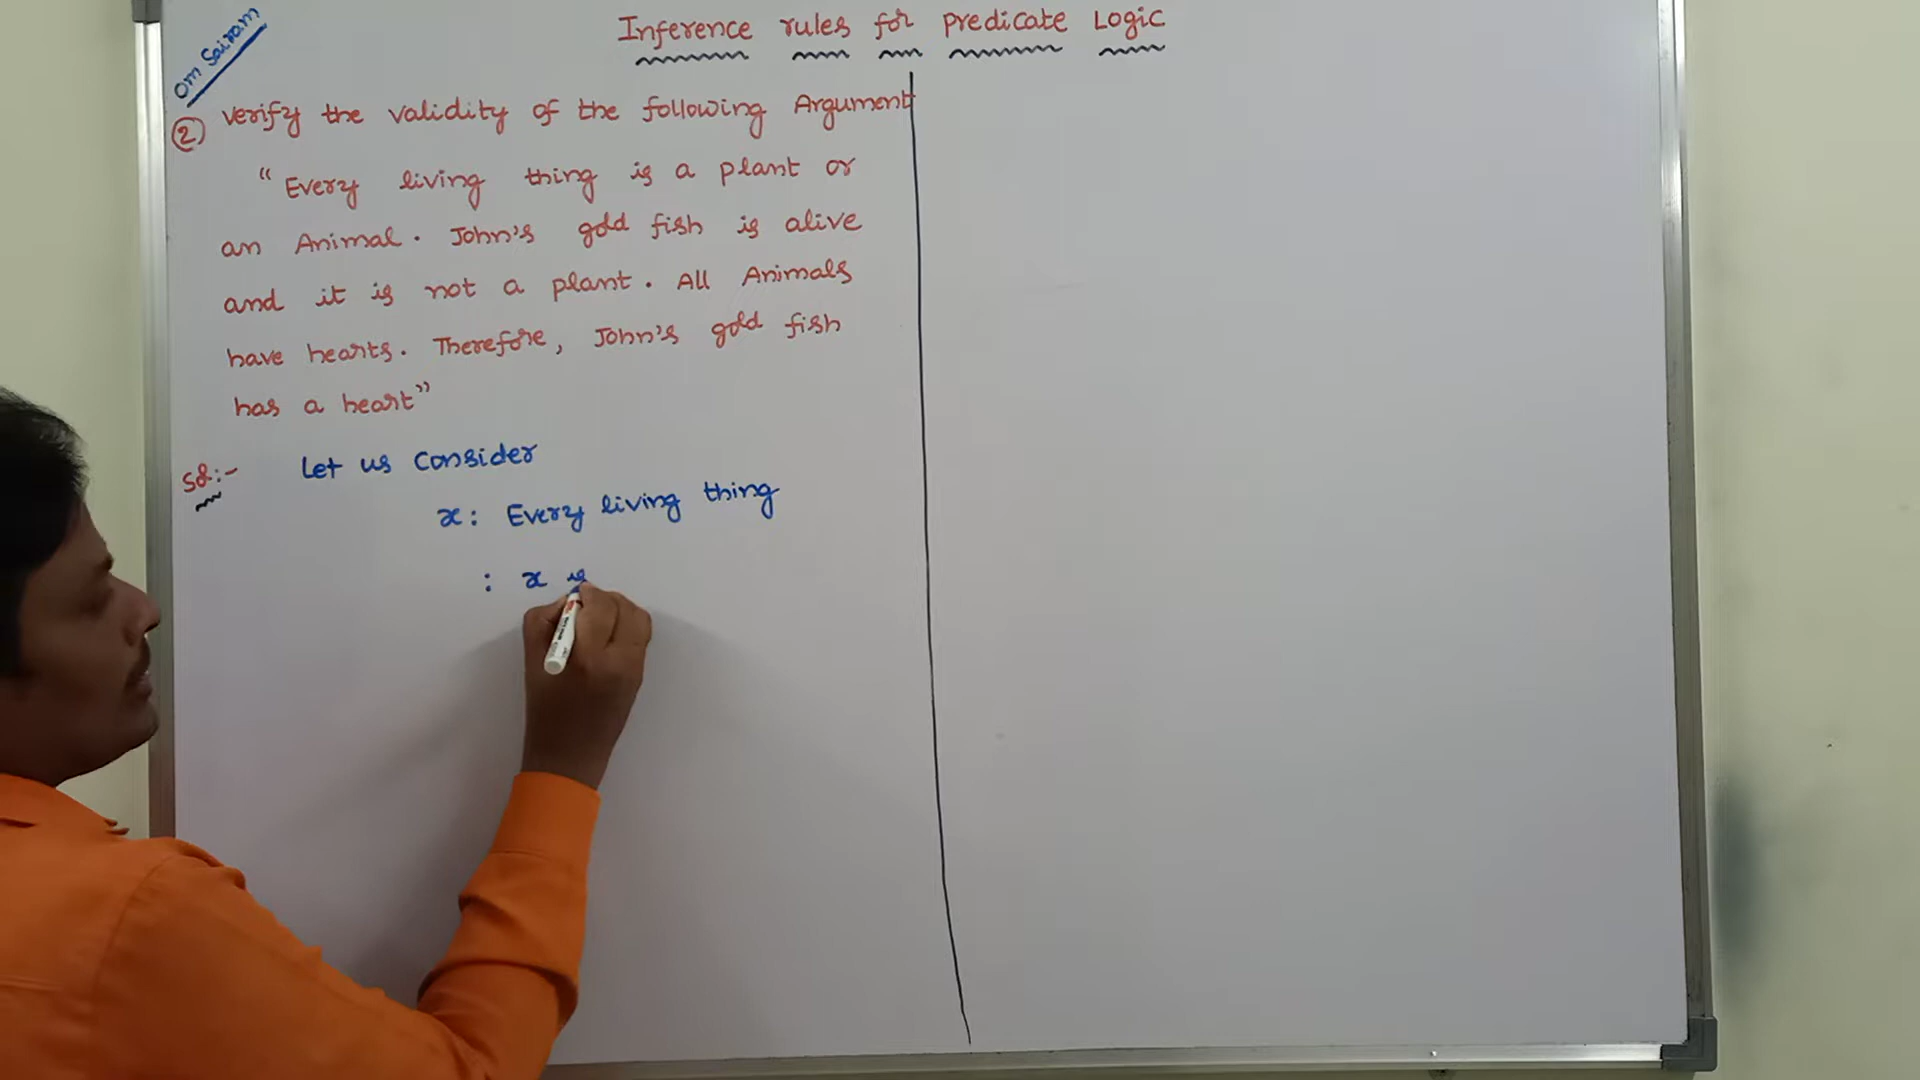 Om Sairam
Inference rules for predicate Logic
② Verify the validity of the following Argument
“Every living thing is a plant or
an Animal. John's gold fish is alive
and it is not a plant. All Animals
have hearts. Therefore, John's gold fish
has a heart”
Sol:- Let us consider
x: Every living thing
: x is